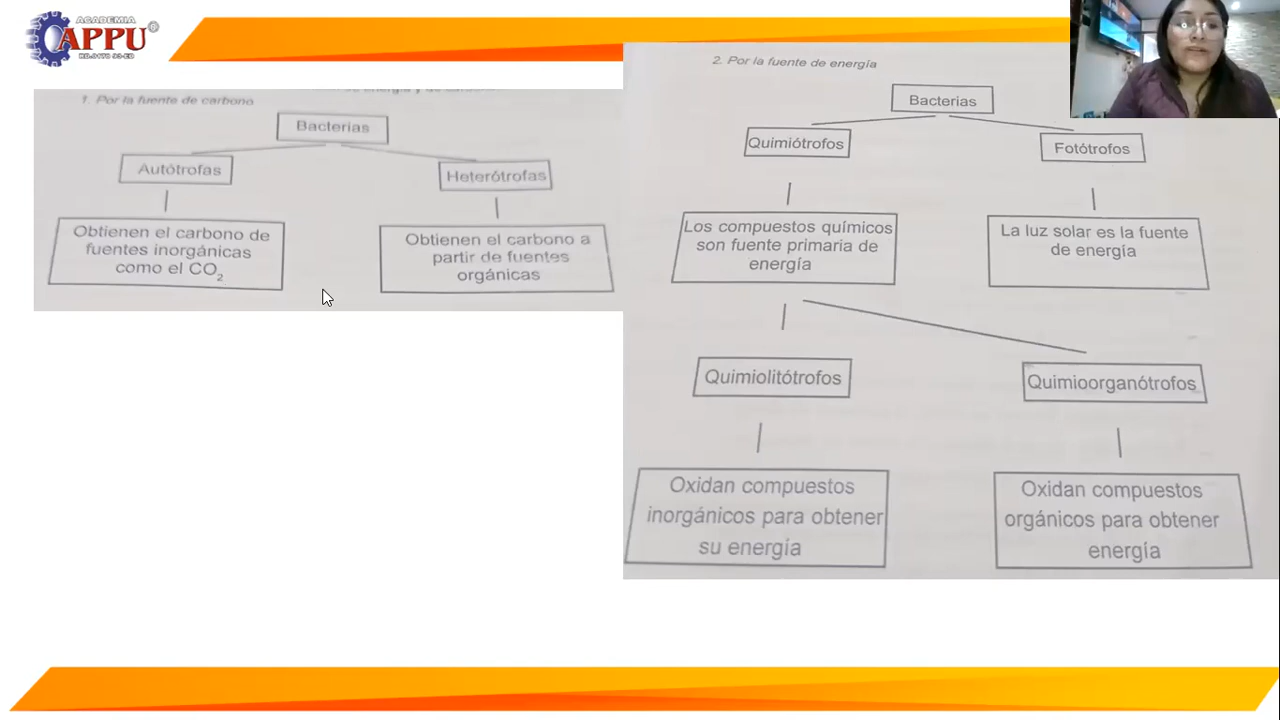 ACADEMIA
CAPPU®
1. Por la fuente de carbono
Bacterias
Autótrofas
Heterótrofas
Obtienen el carbono de
fuentes inorgánicas
como el CO2
Obtienen el carbono a
partir de fuentes
orgánicas
2. Por la fuente de energía
Bacterias
Quimiótrofos
Fotótrofos
Los compuestos químicos
son fuente primaria de
energía
La luz solar es la fuente
de energía
Quimiolitótrofos
Quimioorganótrofos
Oxidan compuestos
inorgánicos para obtener
su energía
Oxidan compuestos
orgánicos para obtener
energía